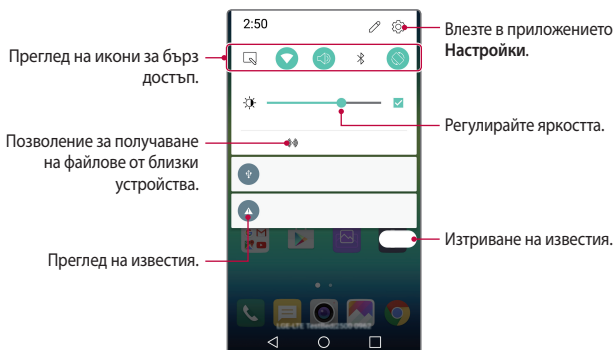 2:50
Влезте в приложението
Настройки.
Преглед на икони за бърз
достъп.
Регулирайте яркостта.
Позволение за получаване
на файлове от близки
устройства.
Изтриване на известия.
Преглед на известия.